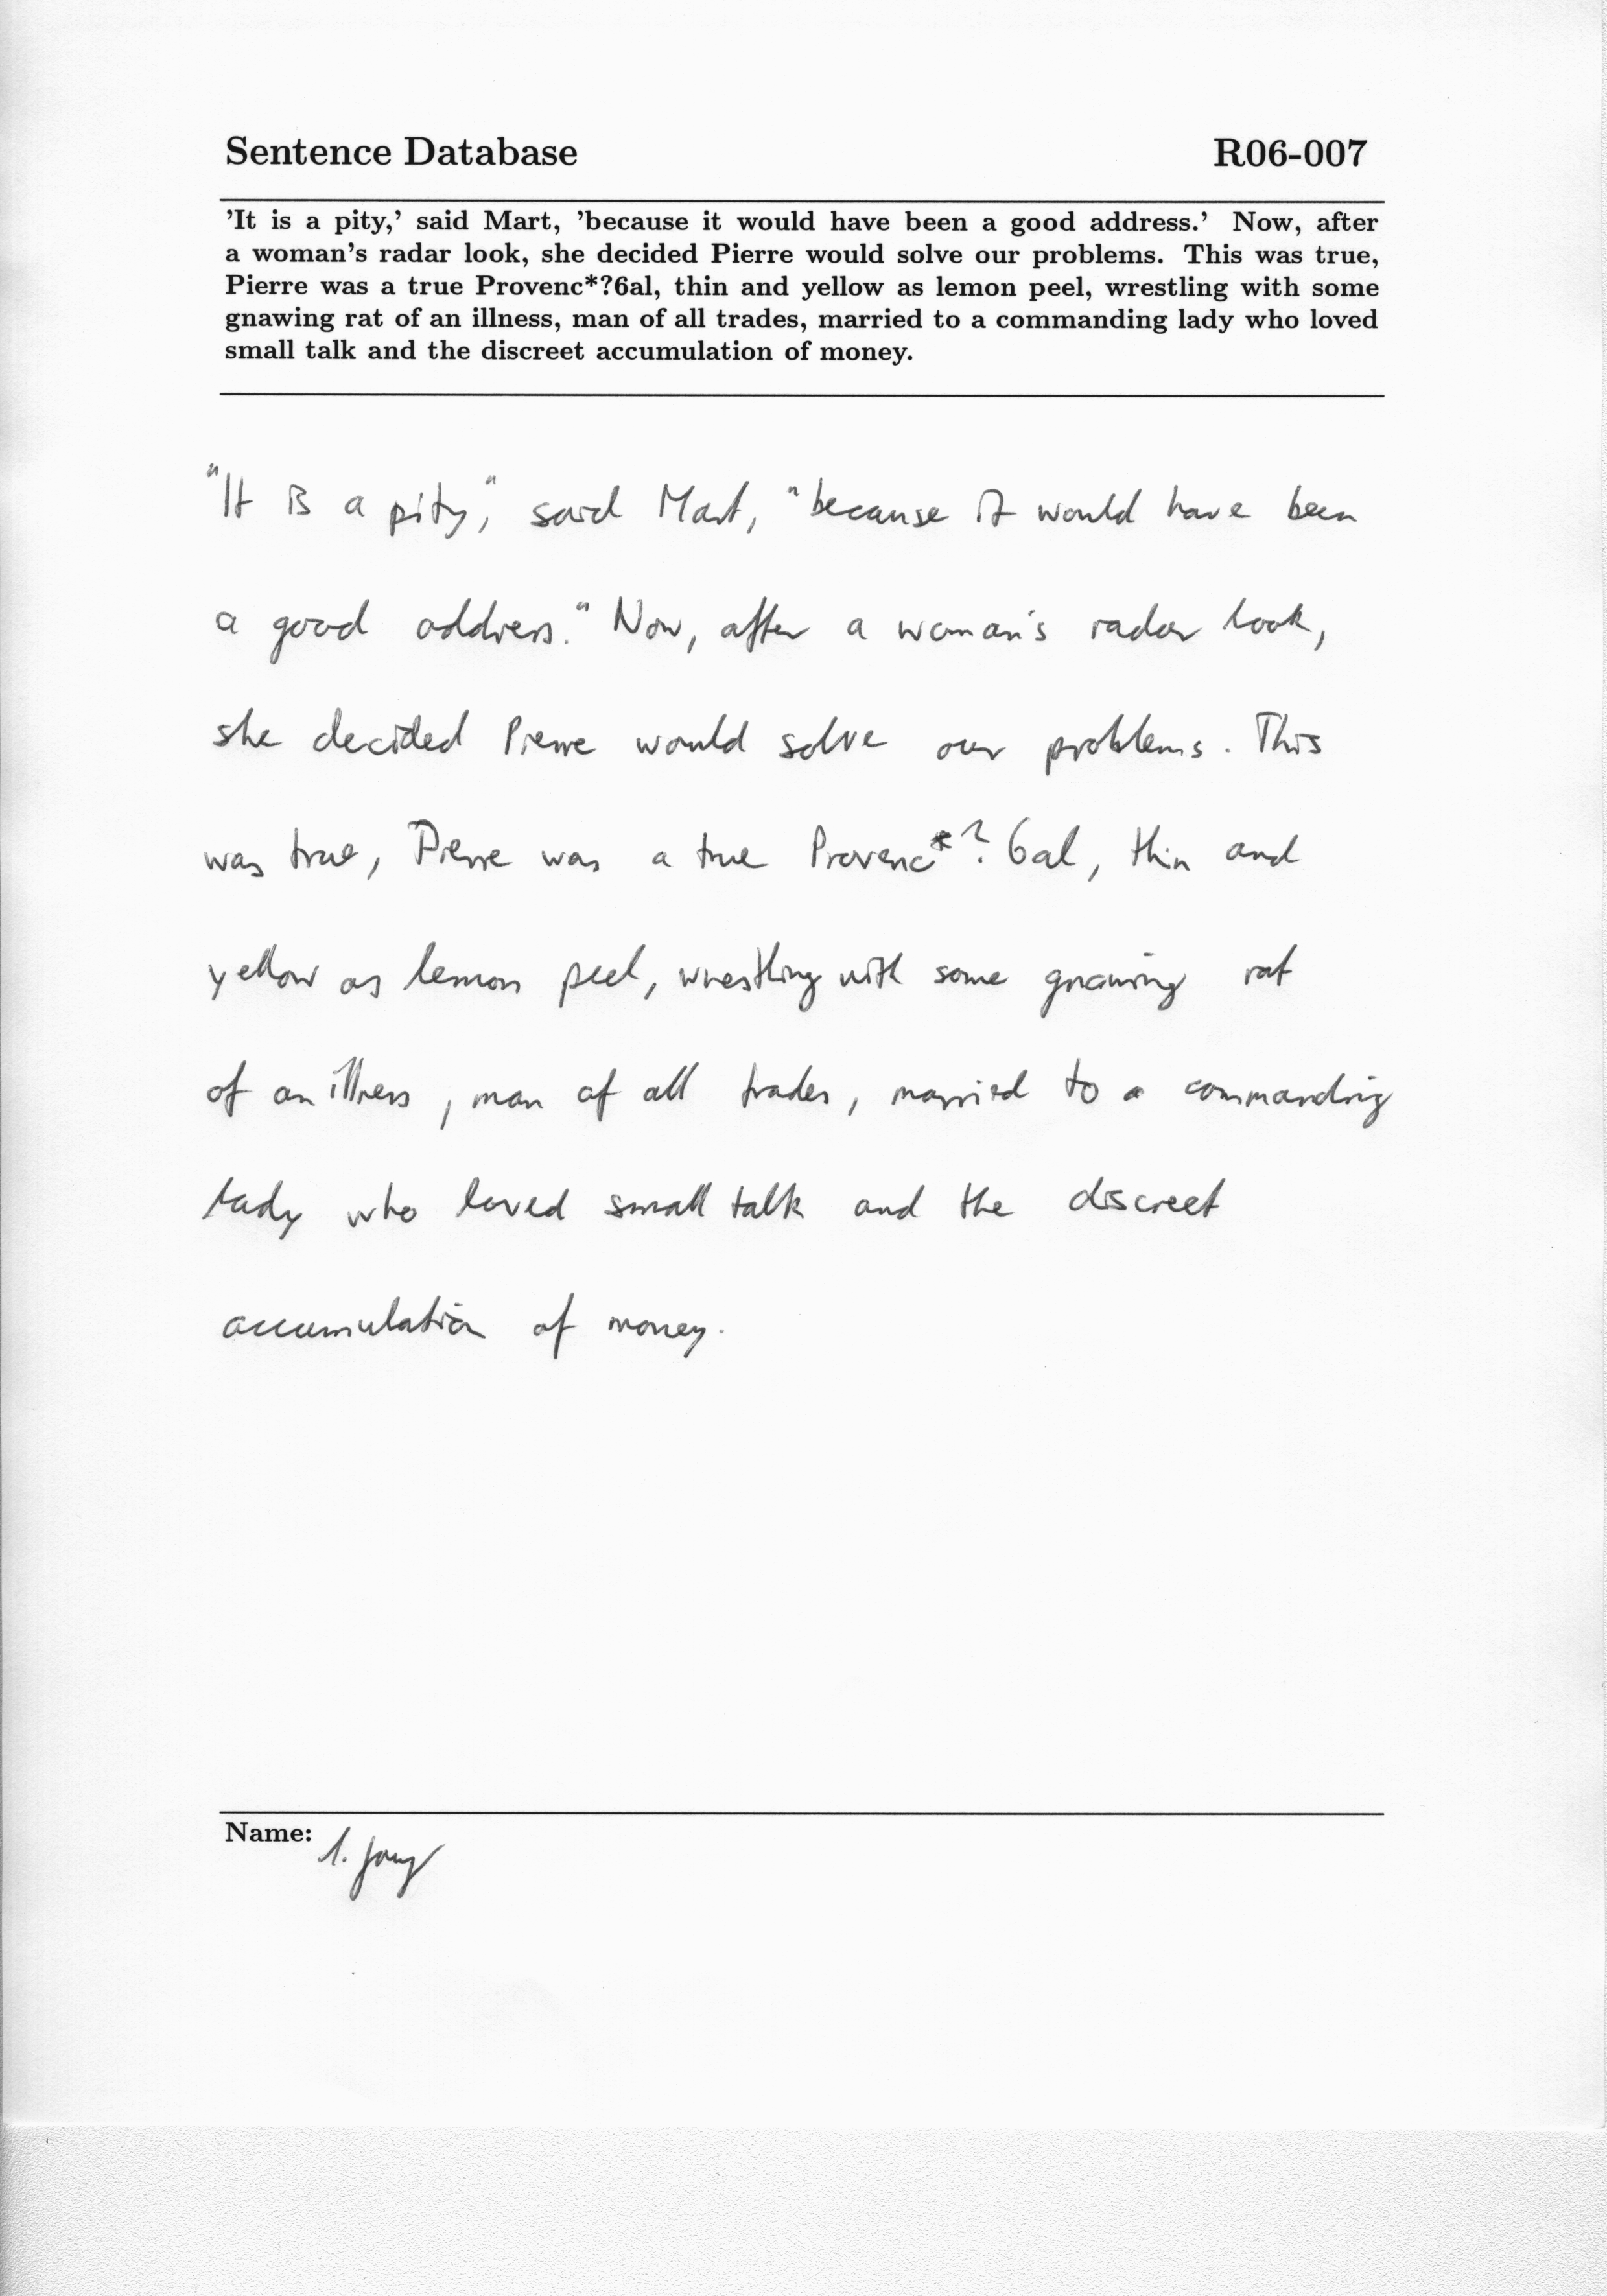 Sentence Database R06-007
'It is a pity,' said Mart, 'because it would have been a good address.' Now, after
a woman's radar look, she decided Pierre would solve our problems. This was true,
Pierre was a true Provenc*?6al, thin and yellow as lemon peel, wrestling with some
gnawing rat of an illness, man of all trades, married to a commanding lady who loved
small talk and the discreet accumulation of money.
"It is a pity," said Mart, "because it would have been
a good address." Now, after a woman's radar look,
she decided Pierre would solve our problems. This
was true, Pierre was a true Provenc*?6al, thin and
yellow as lemon peel, wrestling with some gnawing rat
of an illness, man of all trades, married to a commanding
lady who loved small talk and the discreet
accumulation of money.
Name: